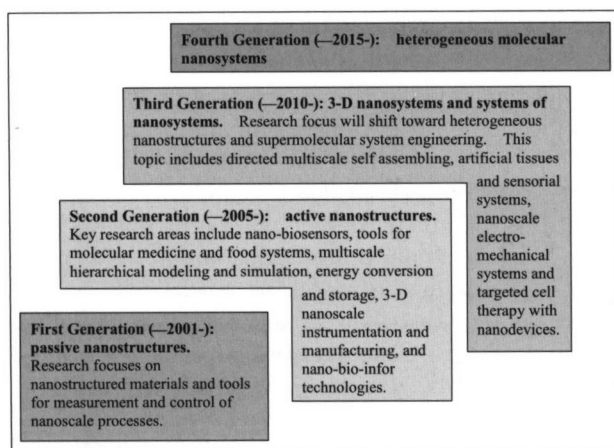 Fourth Generation (—2015-): heterogeneous molecular
nanosystems
Third Generation (—2010-): 3-D nanosystems and systems of
nanosystems. Research focus will shift toward heterogeneous
nanostructures and supermolecular system engineering. This
topic includes directed multiscale self assembling, artificial tissues
and sensorial
systems,
nanoscale
electro-
mechanical
systems and
targeted cell
therapy with
nanodevices.
Second Generation (—2005-): active nanostructures.
Key research areas include nano-biosensors, tools for
molecular medicine and food systems, multiscale
hierarchical modeling and simulation, energy conversion
and storage, 3-D
nanoscale
instrumentation and
manufacturing, and
nano-bio-infor
technologies.
First Generation (—2001-):
passive nanostructures.
Research focuses on
nanostructured materials and tools
for measurement and control of
nanoscale processes.